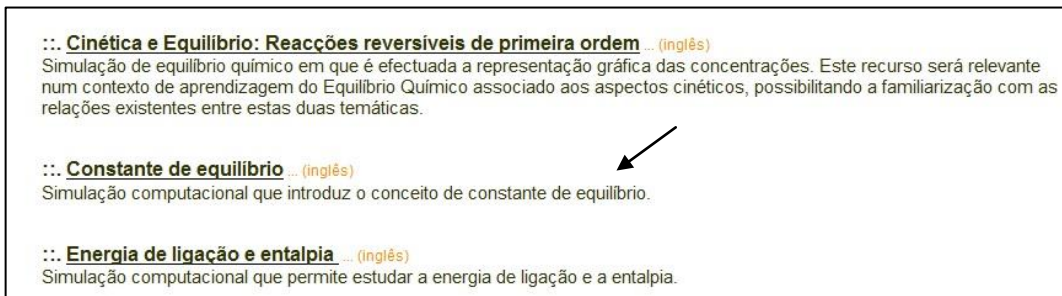 ::. Cinética e Equilíbrio: Reacções reversíveis de primeira ordem ... (inglês)
Simulação de equilíbrio químico em que é efectuada a representação gráfica das concentrações. Este recurso será relevante
num contexto de aprendizagem do Equilíbrio Químico associado aos aspectos cinéticos, possibilitando a familiarização com as
relações existentes entre estas duas temáticas.
::. Constante de equilíbrio ... (inglês)
Simulação computacional que introduz o conceito de constante de equilíbrio.
::. Energia de ligação e entalpia ... (inglês)
Simulação computacional que permite estudar a energia de ligação e a entalpia.